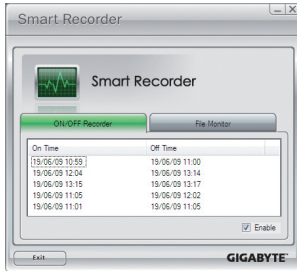 Smart Recorder
Smart Recorder
ON/OFF Recorder File Monitor
On Time Off Time
19/06/09 10:59 19/06/09 11:00
19/06/09 12:04 19/06/09 13:14
19/06/09 13:15 19/06/09 13:17
19/06/09 11:05 19/06/09 12:02
19/06/09 11:01 19/06/09 11:05
Enable
Exit GIGABYTE™